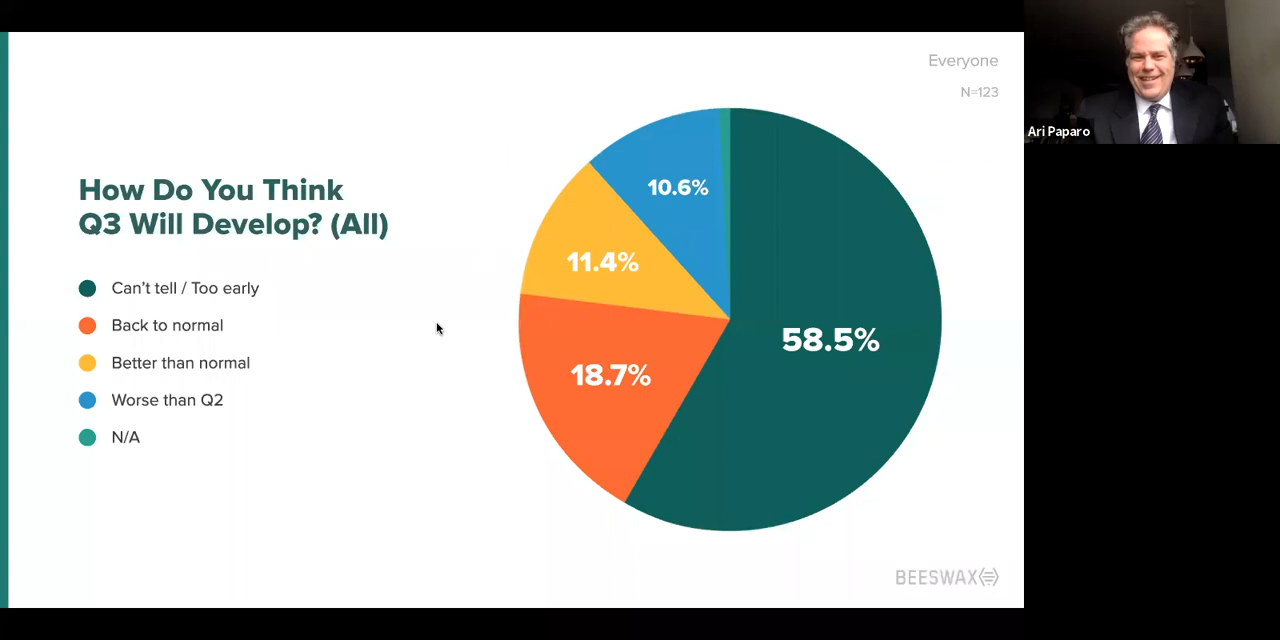 Everyone
N=123
How Do You Think
Q3 Will Develop? (All)
Can’t tell / Too early
Back to normal
Better than normal
Worse than Q2
N/A
10.6%
11.4%
58.5%
18.7%
BEESWAX
Ari Paparo